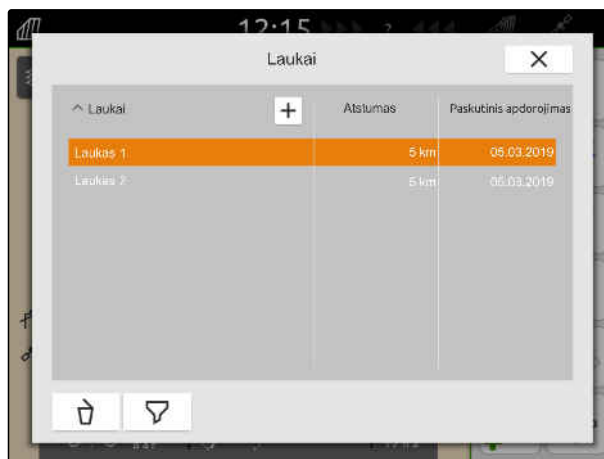 12:15
Laukai
^ Laukai + Atstumas Paskutinis apdorojimas
Laukas 1 5 km 05.03.2019
Laukas 2 5 km 05.03.2019